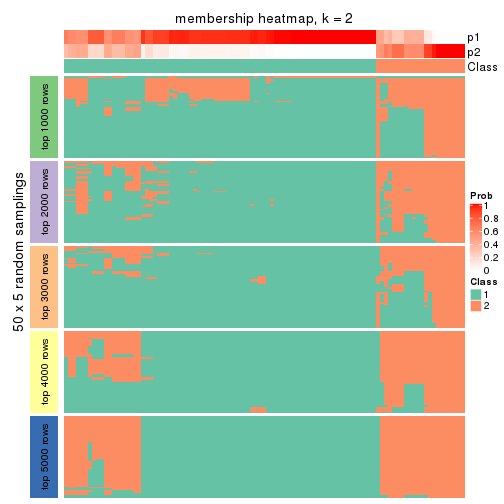 membership heatmap, k = 2
p1
p2
Class
50 x 5 random samplings
top 1000 rows
top 2000 rows
top 3000 rows
top 4000 rows
top 5000 rows
Prob
1
0.8
0.6
0.4
0.2
0
Class
1
2